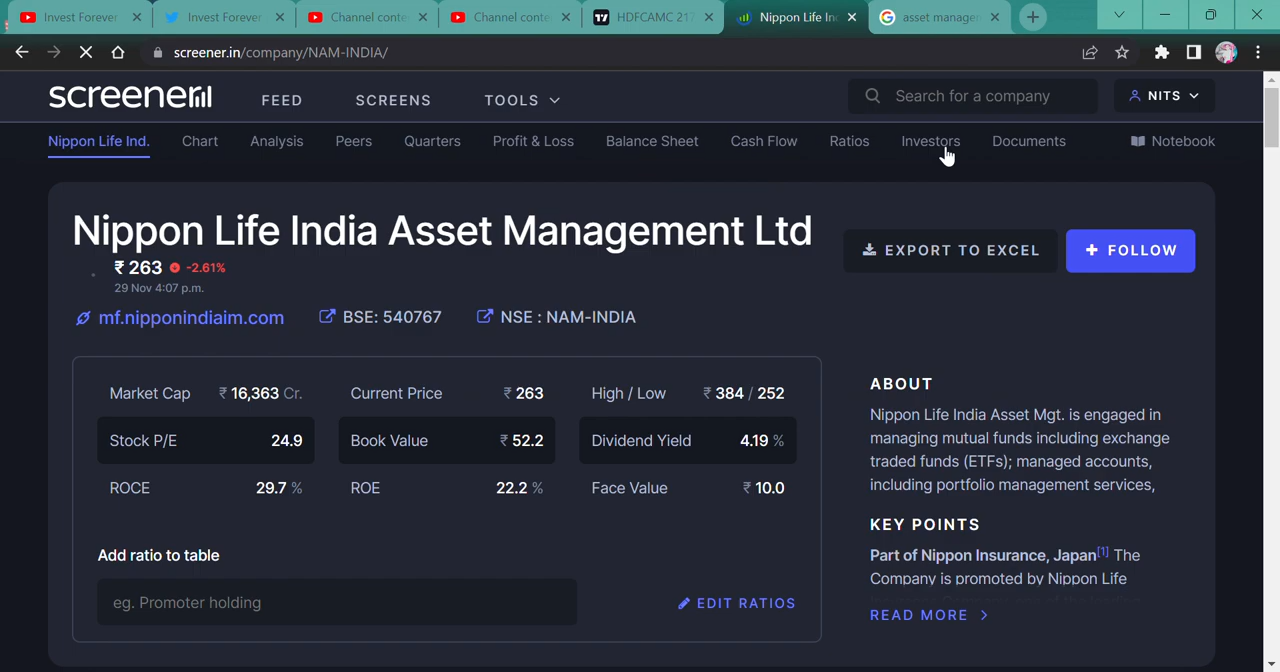 Invest Forever
Invest Forever
Channel conte
Channel conte
HDFCAMC 217
Nippon Life In
asset manage
screener.in/company/NAM-INDIA/
screener
FEED
SCREENS
TOOLS
Search for a company
NITS
Nippon Life Ind.
Chart
Analysis
Peers
Quarters
Profit & Loss
Balance Sheet
Cash Flow
Ratios
Investors
Documents
Notebook
Nippon Life India Asset Management Ltd
EXPORT TO EXCEL
FOLLOW
₹ 263 -2.61%
29 Nov 4:07 p.m.
mf.nipponindiaim.com
BSE: 540767
NSE : NAM-INDIA
Market Cap ₹ 16,363 Cr.
Current Price ₹ 263
High / Low ₹ 384 / 252
Stock P/E 24.9
Book Value ₹ 52.2
Dividend Yield 4.19 %
ROCE 29.7 %
ROE 22.2 %
Face Value ₹ 10.0
Add ratio to table
eg. Promoter holding
EDIT RATIOS
ABOUT
Nippon Life India Asset Mgt. is engaged in
managing mutual funds including exchange
traded funds (ETFs); managed accounts,
including portfolio management services,
KEY POINTS
Part of Nippon Insurance, Japan[1] The
Company is promoted by Nippon Life
READ MORE